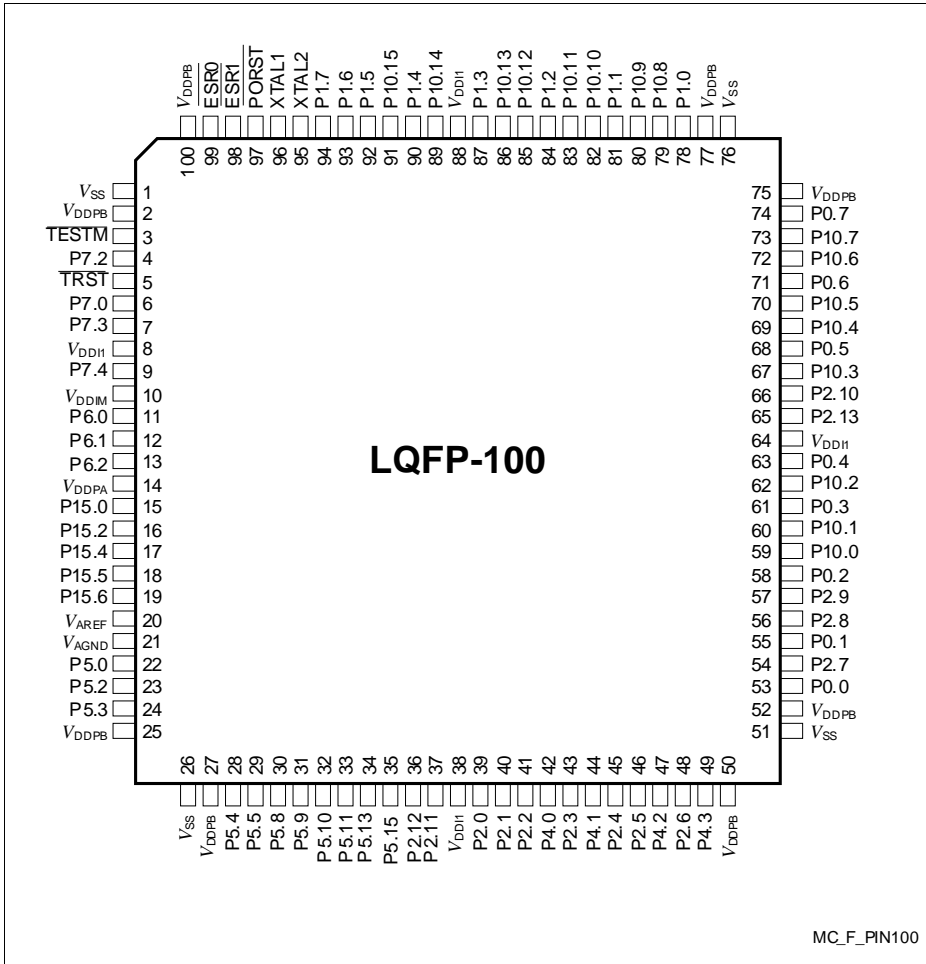 VDDPB
ESR0
ESR1
PORST
XTAL1
XTAL2
P1.7
P1.6
P1.5
P10.15
P1.4
P10.14
VDDI1
P1.3
P10.13
P10.12
P1.2
P10.11
P10.10
P1.1
P10.9
P10.8
P1.0
VDDPB
VSS
100
99
98
97
96
95
94
93
92
91
90
89
88
87
86
85
84
83
82
81
80
79
78
77
76
VSS 1
VDDPB 2
TESTM 3
P7.2 4
TRST 5
P7.0 6
P7.3 7
VDDI1 8
P7.4 9
VDDIM 10
P6.0 11
P6.1 12
P6.2 13
VDDPA 14
P15.0 15
P15.2 16
P15.4 17
P15.5 18
P15.6 19
VAREF 20
VAGND 21
P5.0 22
P5.2 23
P5.3 24
VDDPB 25
LQFP-100
75 VDDPB
74 P0.7
73 P10.7
72 P10.6
71 P0.6
70 P10.5
69 P10.4
68 P0.5
67 P10.3
66 P2.10
65 P2.13
64 VDDI1
63 P0.4
62 P10.2
61 P0.3
60 P10.1
59 P10.0
58 P0.2
57 P2.9
56 P2.8
55 P0.1
54 P2.7
53 P0.0
52 VDDPB
51 VSS
26
27
28
29
30
31
32
33
34
35
36
37
38
39
40
41
42
43
44
45
46
47
48
49
50
VSS
VDDPB
P5.4
P5.5
P5.8
P5.9
P5.10
P5.11
P5.13
P5.15
P2.12
P2.11
VDDI1
P2.0
P2.1
P2.2
P4.0
P2.3
P4.1
P2.4
P2.5
P4.2
P2.6
P4.3
VDDPB
MC_F_PIN100